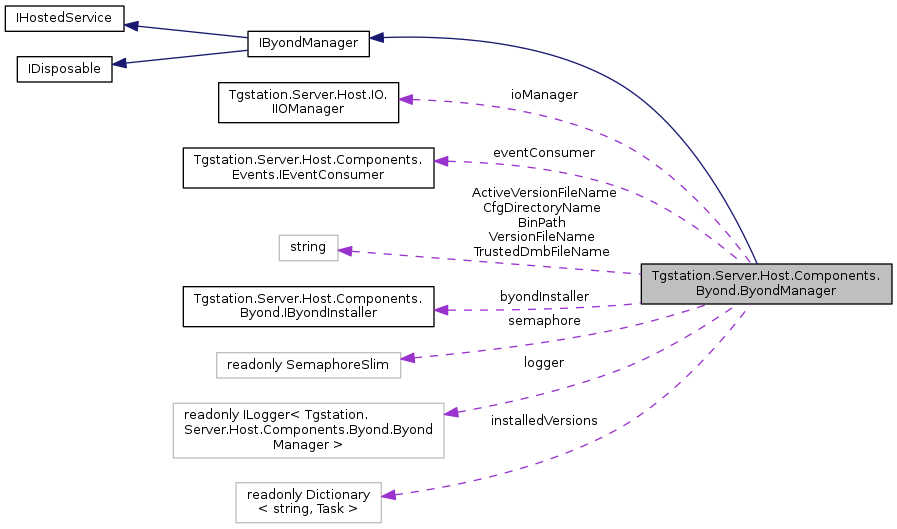 IHostedService
IByondManager
IDisposable
Tgstation.Server.Host.IO.
IIOManager
ioManager
Tgstation.Server.Host.Components.
Events.IEventConsumer
eventConsumer
ActiveVersionFileName
CfgDirectoryName
BinPath
VersionFileName
TrustedDmbFileName
string
Tgstation.Server.Host.Components.
Byond.ByondManager
Tgstation.Server.Host.Components.
Byond.IByondInstaller
byondInstaller
semaphore
readonly SemaphoreSlim
logger
readonly ILogger< Tgstation.
Server.Host.Components.Byond.Byond
Manager >
installedVersions
readonly Dictionary
< string, Task >